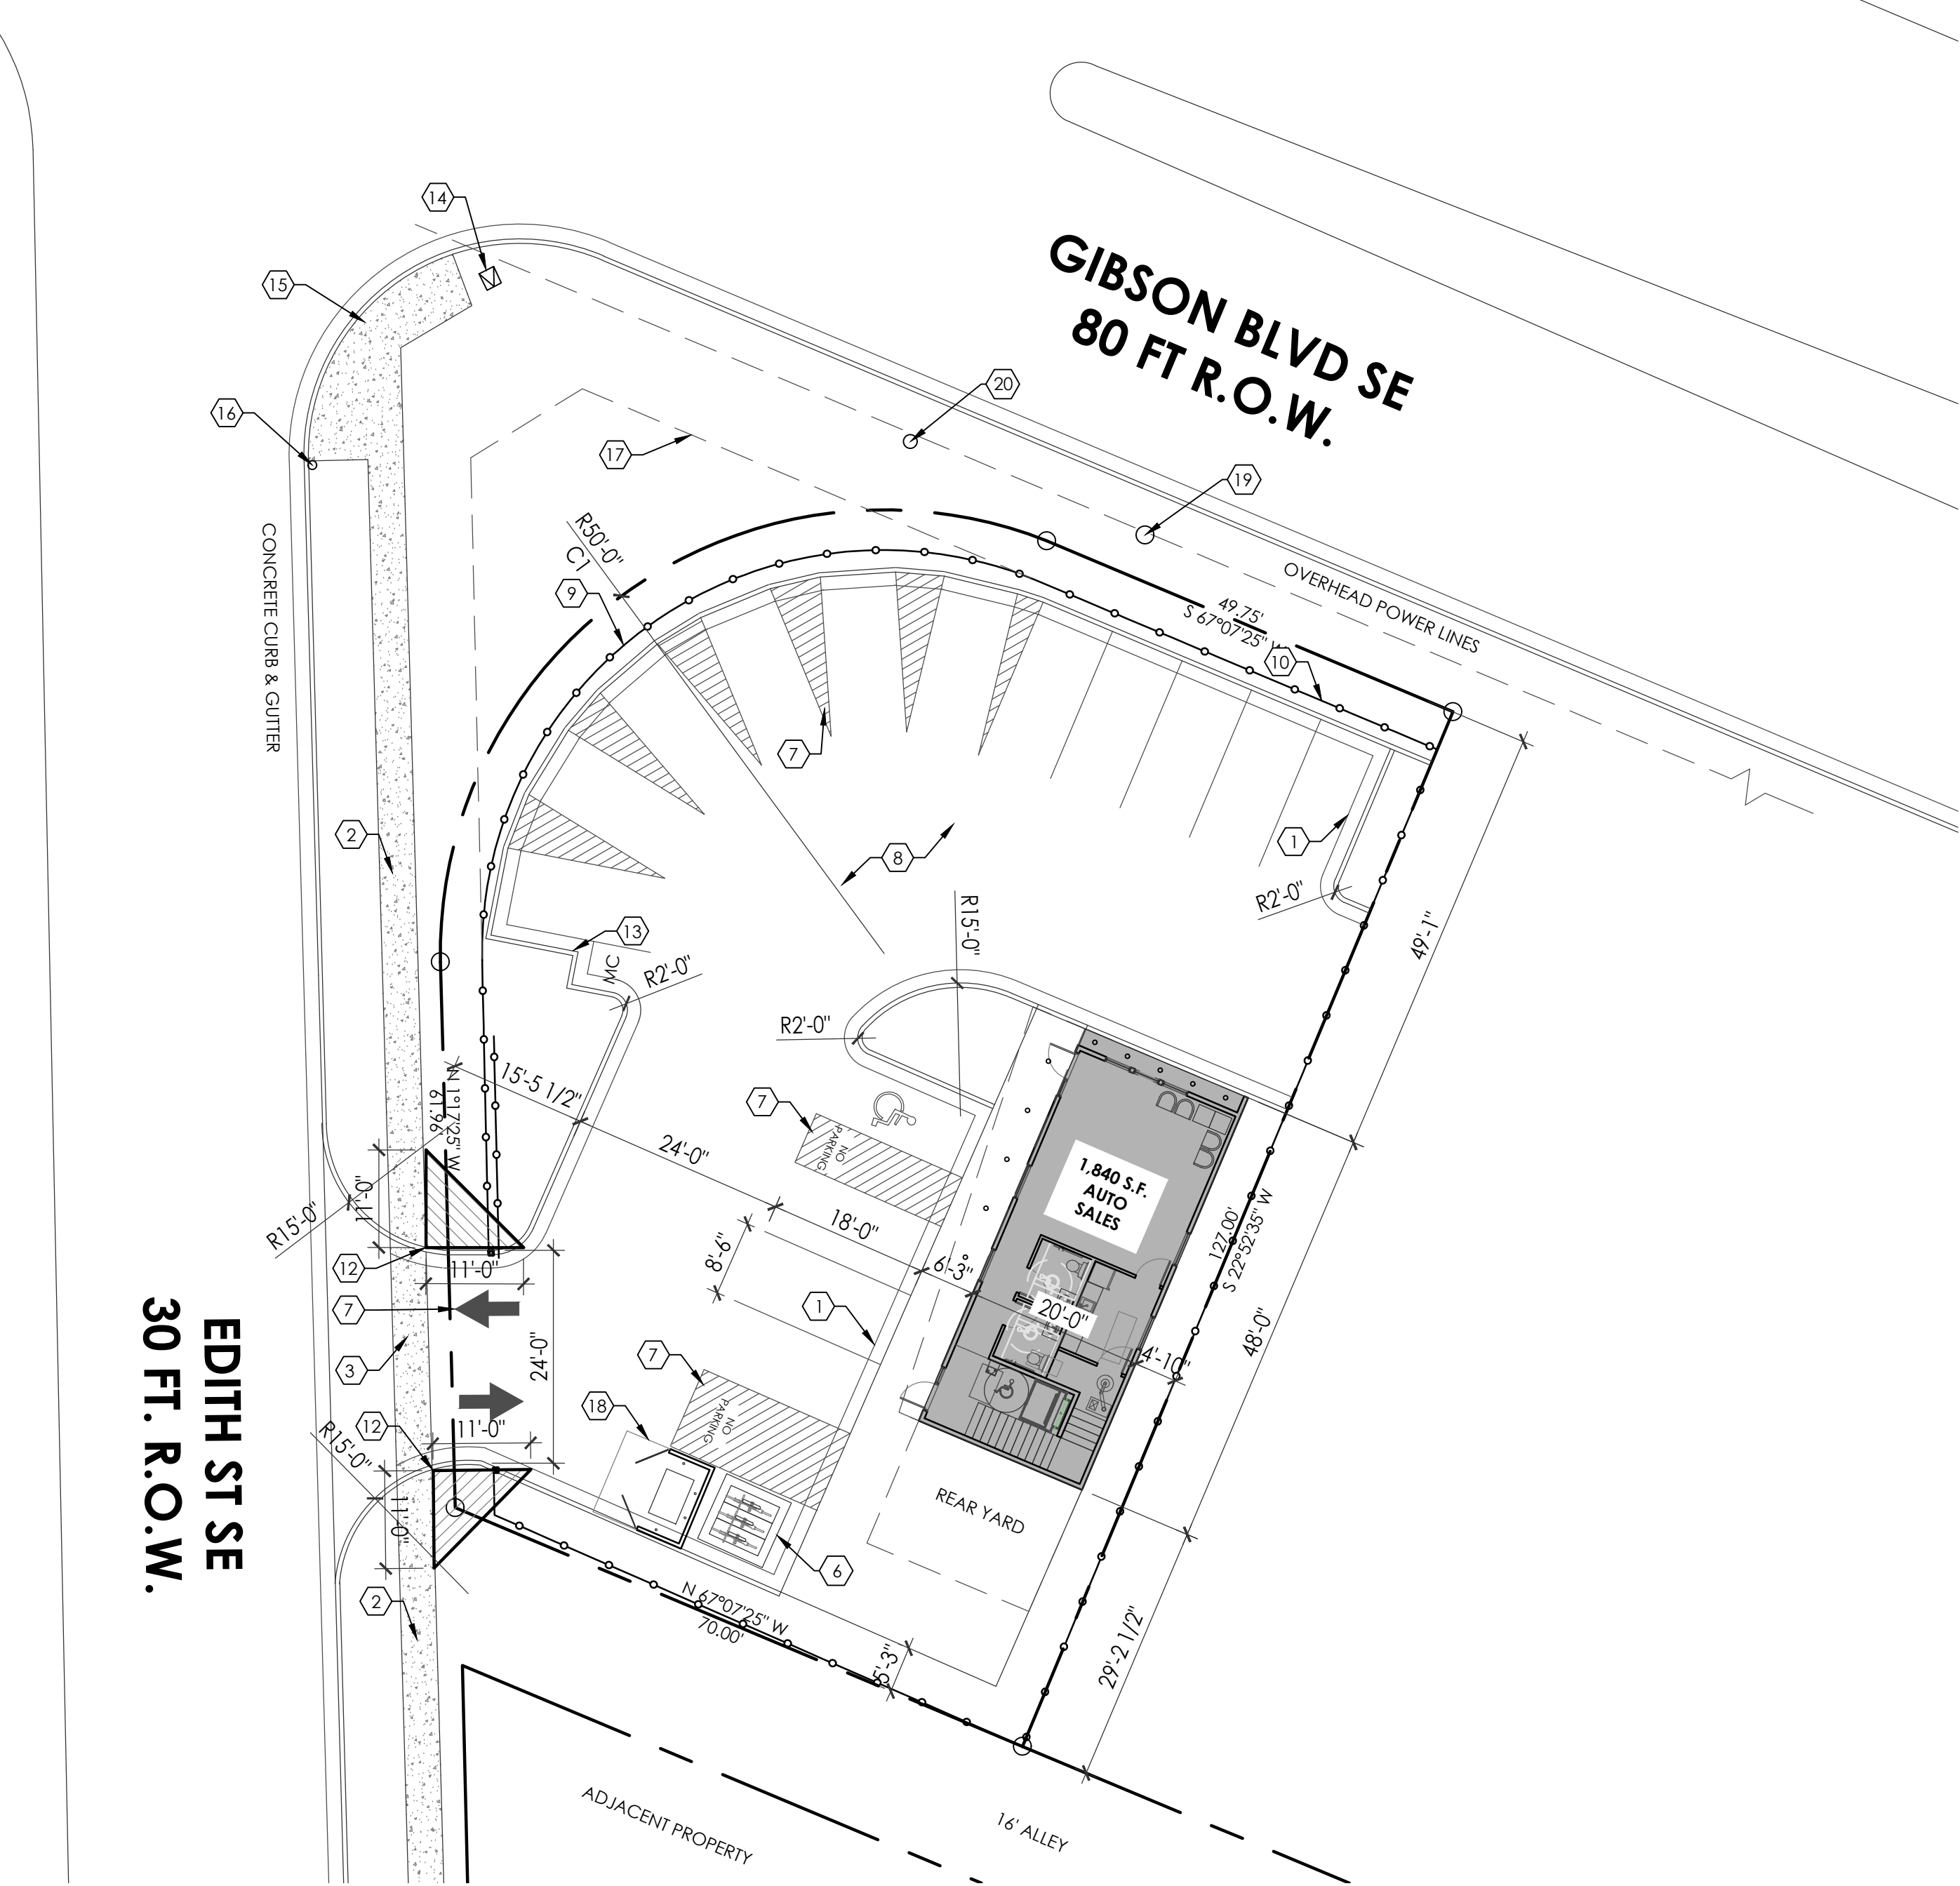 14
15
16
GIBSON BLVD SE
80 FT R.O.W.
20
17
19
R50'-0"
C1
9
OVERHEAD POWER LINES
49.75'
S 67°07'25" W
10
CONCRETE CURB & GUTTER
7
2
8
1
R2'-0"
R15'-0"
49'-1"
13
MC
R2'-0"
R2'-0"
15'-5 1/2"
N 1°17'25" W
61.96'
7
NO
PARKING
24'-0"
1,840 S.F.
AUTO
SALES
18'-0"
11'-0"
R15'-0"
8'-6"
6'-3"
127.00'
S 22°52'35" W
12
11'-0"
7
1
20'-0"
48'-0"
4'-10"
3
24'-0"
7
EDITH ST SE
30 FT. R.O.W.
18
NO
PARKING
12
11'-0"
R15'-0"
11'-0"
REAR YARD
6
2
N 67°07'25" W
70.00'
5'-3"
29'-2 1/2"
ADJACENT PROPERTY
16' ALLEY